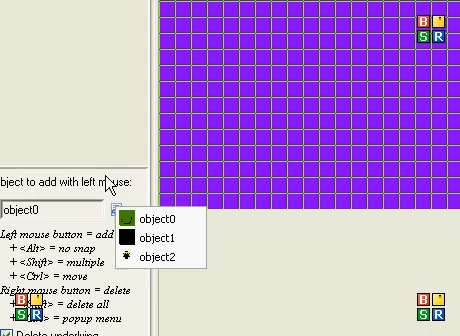 B
S R
bject to add with left mouse:
object0
object0
object1
object2
Left mouse button = add
+ <Alt> = no snap
+ <Shift> = multiple
+ <Ctrl> = move
Right mouse button = delete
B
= delete all
S R
= popup menu
B
S R
Delete underlying